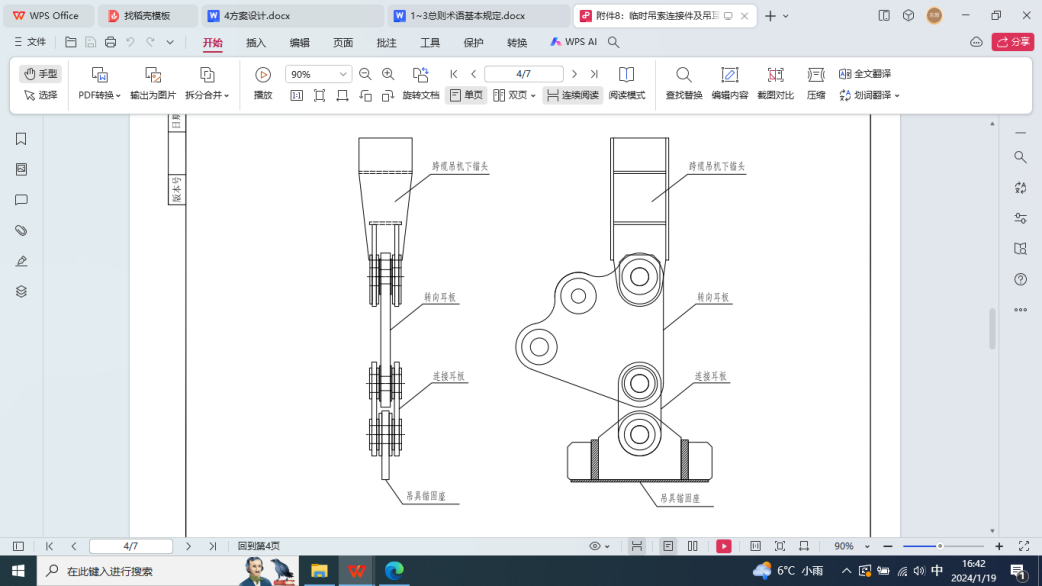 WPS Office
找稻壳模板
4方案设计.docx
1~3总则术语基本规定.docx
附件8：临时吊索连接件及吊耳
文件
开始
插入
编辑
页面
批注
工具
保护
转换
WPS AI
分享
手型
选择
PDF转换
输出为图片
拆分合并
播放
90%
旋转文档
4/7
单页
双页
连续阅读
阅读模式
查找替换
编辑内容
截图对比
压缩
全文翻译
划词翻译
版本号
跨缆吊机下锚头
跨缆吊机下锚头
转向耳板
转向耳板
连接耳板
连接耳板
吊具锚固座
吊具锚固座
4/7
回到第4页
90%
在此键入进行搜索
6°C 小雨
中
16:42
2024/1/19
1